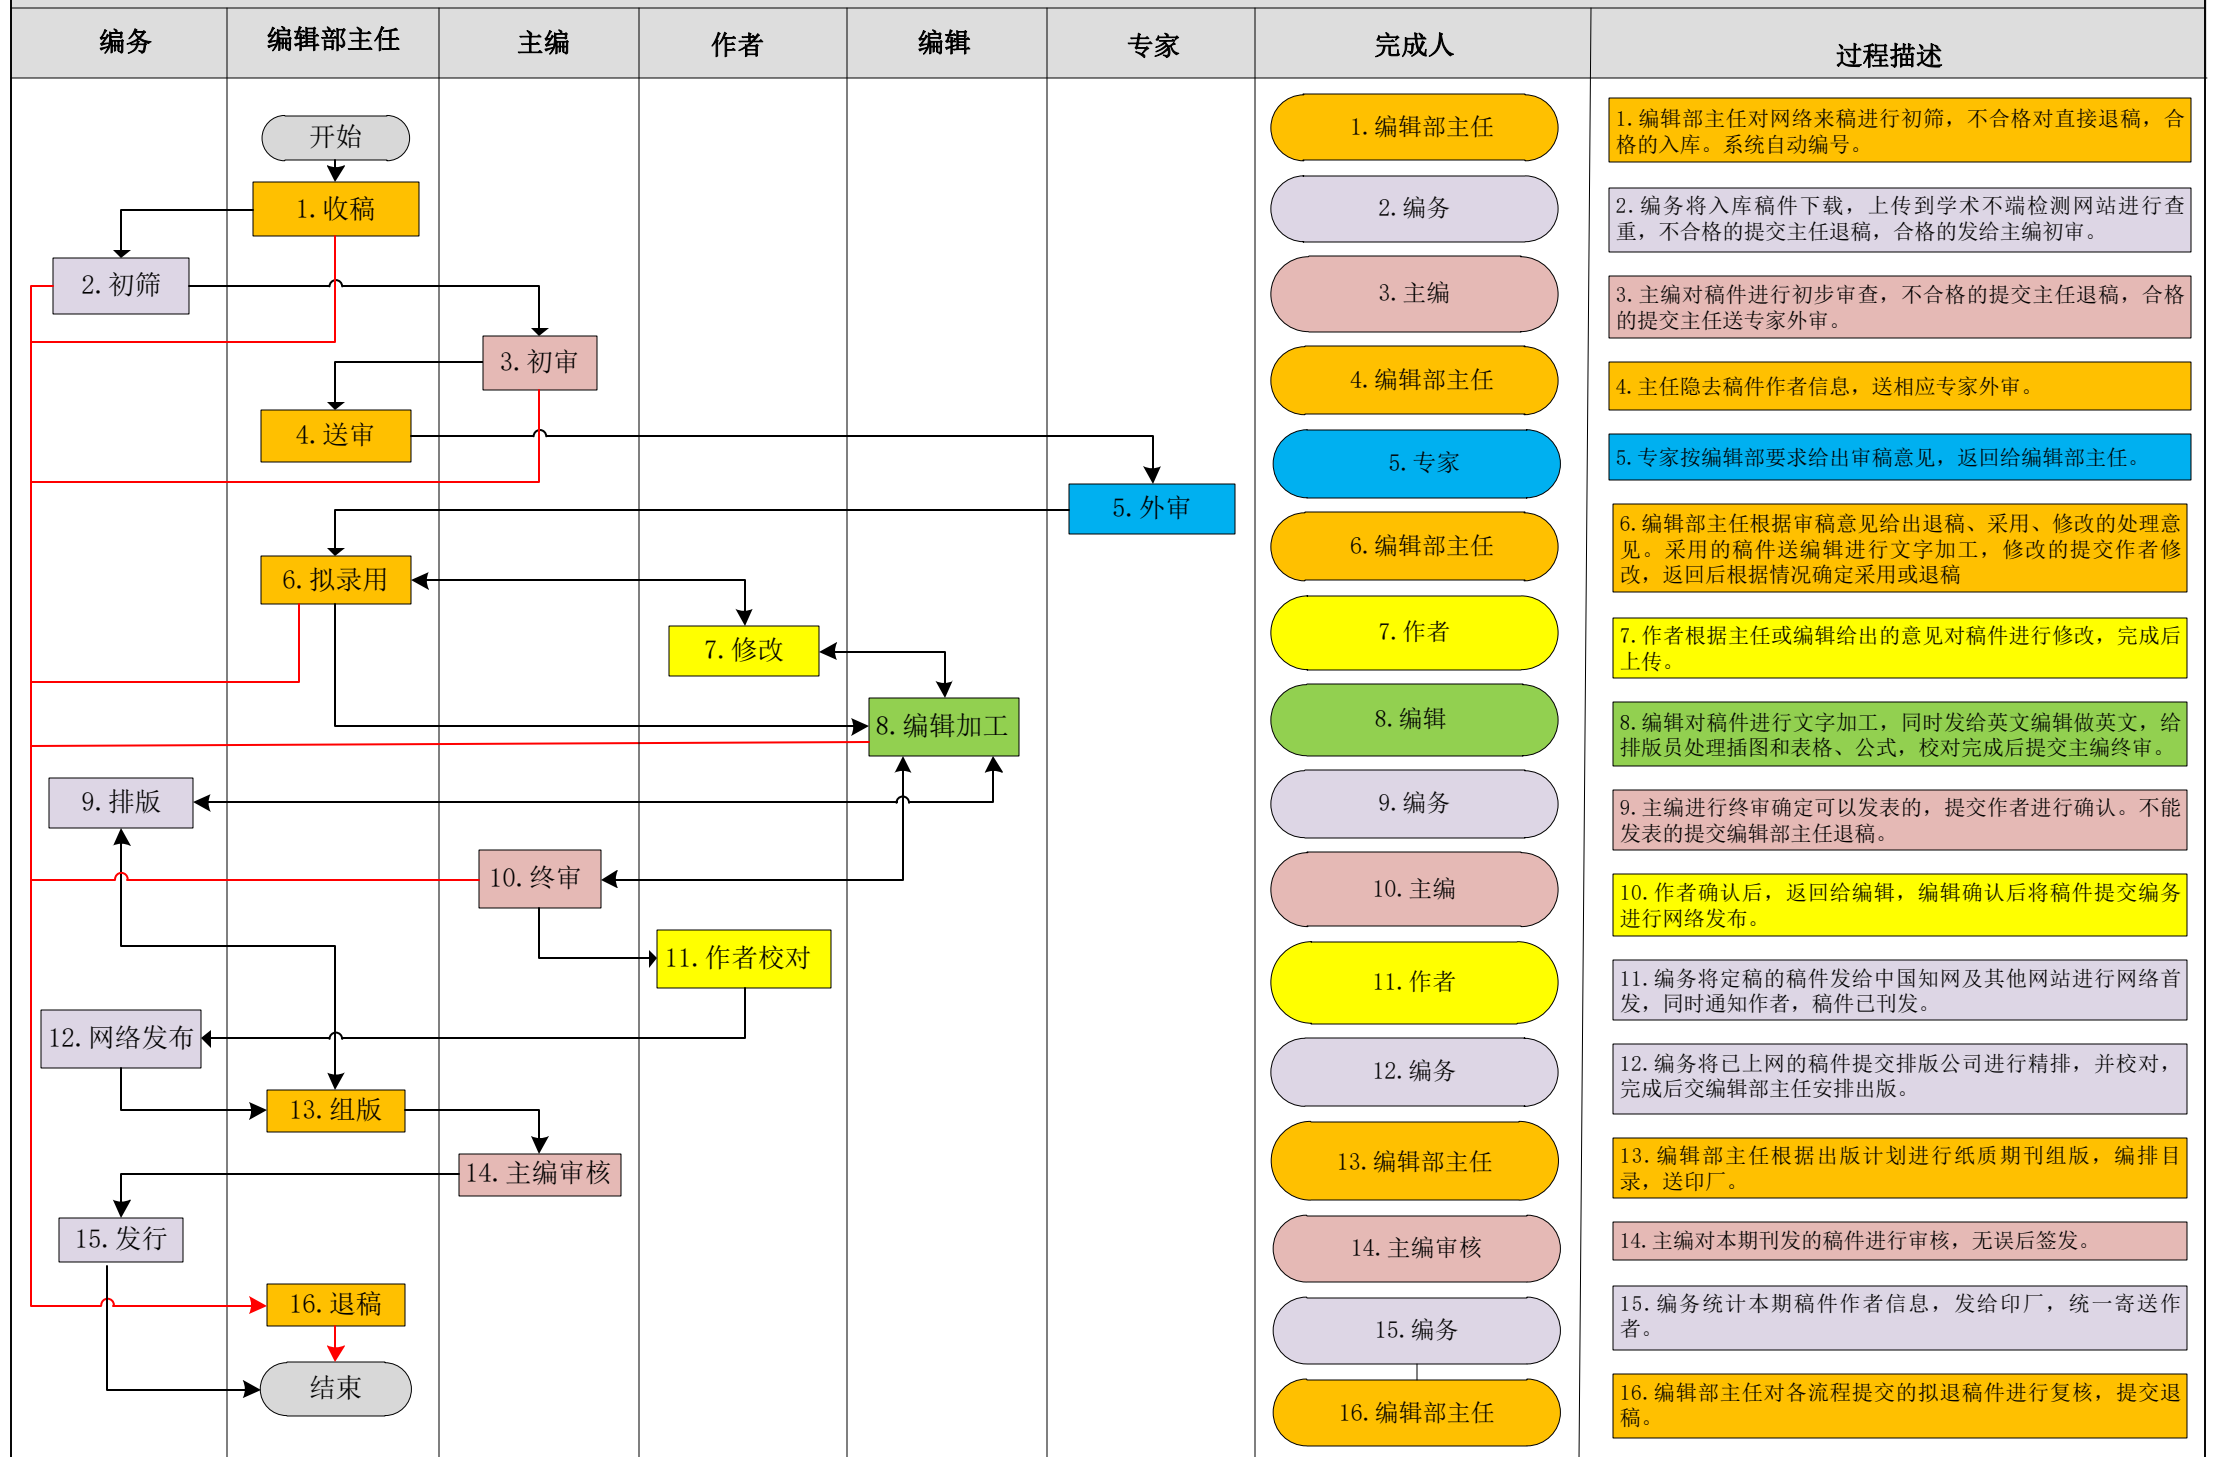 编务
编辑部主任
主编
作者
编辑
专家
完成人
过程描述
开始
1.收稿
2.初筛
3.初审
4.送审
5.外审
6.拟录用
7.修改
8.编辑加工
9.排版
10.终审
11.作者校对
12.网络发布
13.组版
14.主编审核
15.发行
16.退稿
结束
1.编辑部主任
2.编务
3.主编
4.编辑部主任
5.专家
6.编辑部主任
7.作者
8.编辑
9.编务
10.主编
11.作者
12.编务
13.编辑部主任
14.主编审核
15.编务
16.编辑部主任
1.编辑部主任对网络来稿进行初筛，不合格对直接退稿，合
格的入库。系统自动编号。
2.编务将入库稿件下载，上传到学术不端检测网站进行查
重，不合格的提交主任退稿，合格的发给主编初审。
3.主编对稿件进行初步审查，不合格的提交主任退稿，合格
的提交主任送专家外审。
4.主任隐去稿件作者信息，送相应专家外审。
5.专家按编辑部要求给出审稿意见，返回给编辑部主任。
6.编辑部主任根据审稿意见给出退稿、采用、修改的处理意
见。采用的稿件送编辑进行文字加工，修改的提交作者修
改，返回后根据情况确定采用或退稿
7.作者根据主任或编辑给出的意见对稿件进行修改，完成后
上传。
8.编辑对稿件进行文字加工，同时发给英文编辑做英文，给
排版员处理插图和表格、公式，校对完成后提交主编终审。
9.主编进行终审确定可以发表的，提交作者进行确认。不能
发表的提交编辑部主任退稿。
10.作者确认后，返回给编辑，编辑确认后将稿件提交编务
进行网络发布。
11.编务将定稿的稿件发给中国知网及其他网站进行网络首
发，同时通知作者，稿件已刊发。
12.编务将已上网的稿件提交排版公司进行精排，并校对，
完成后交编辑部主任安排出版。
13.编辑部主任根据出版计划进行纸质期刊组版，编排目
录，送印厂。
14.主编对本期刊发的稿件进行审核，无误后签发。
15.编务统计本期稿件作者信息，发给印厂，统一寄送作
者。
16.编辑部主任对各流程提交的拟退稿件进行复核，提交退
稿。